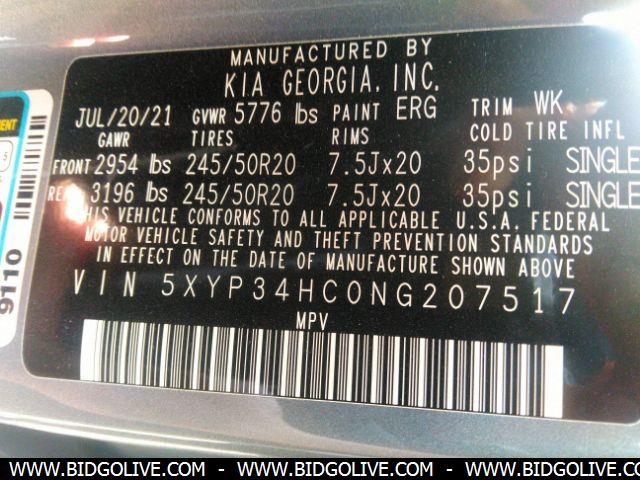 MANUFACTURED BY
KIA GEORGIA, INC.
JUL/20/21 GVWR 5776 lbs PAINT ERG TRIM WK
GAWR TIRES RIMS COLD TIRE INFL
FRONT 2954 lbs 245/50R20 7.5Jx20 35psi SINGLE
3196 lbs 245/50R20 7.5Jx20 35psi SINGLE
THIS VEHICLE CONFORMS TO ALL APPLICABLE U.S.A. FEDERAL
MOTOR VEHICLE SAFETY AND THEFT PREVENTION STANDARDS
IN EFFECT ON THE DATE OF MANUFACTURE SHOWN ABOVE
VIN 5XYP34HC0NG207517
MPV
9110
WWW.BIDGOLIVE.COM - WWW.BIDGOLIVE.COM - WWW.BIDGOLIVE.COM